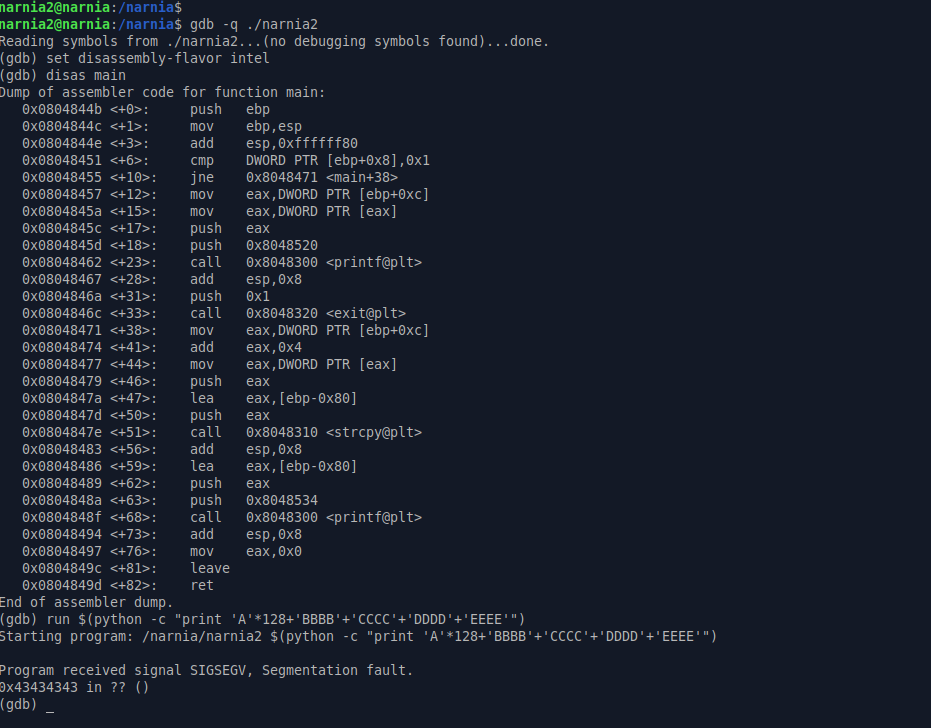 narnia2@narnia:/narnia$
narnia2@narnia:/narnia$ gdb -q ./narnia2
Reading symbols from ./narnia2...(no debugging symbols found)...done.
(gdb) set disassembly-flavor intel
(gdb) disas main
Dump of assembler code for function main:
   0x0804844b <+0>:     push   ebp
   0x0804844c <+1>:     mov    ebp,esp
   0x0804844e <+3>:     add    esp,0xffffff80
   0x08048451 <+6>:     cmp    DWORD PTR [ebp+0x8],0x1
   0x08048455 <+10>:    jne    0x8048471 <main+38>
   0x08048457 <+12>:    mov    eax,DWORD PTR [ebp+0xc]
   0x0804845a <+15>:    mov    eax,DWORD PTR [eax]
   0x0804845c <+17>:    push   eax
   0x0804845d <+18>:    push   0x8048520
   0x08048462 <+23>:    call   0x8048300 <printf@plt>
   0x08048467 <+28>:    add    esp,0x8
   0x0804846a <+31>:    push   0x1
   0x0804846c <+33>:    call   0x8048320 <exit@plt>
   0x08048471 <+38>:    mov    eax,DWORD PTR [ebp+0xc]
   0x08048474 <+41>:    add    eax,0x4
   0x08048477 <+44>:    mov    eax,DWORD PTR [eax]
   0x08048479 <+46>:    push   eax
   0x0804847a <+47>:    lea    eax,[ebp-0x80]
   0x0804847d <+50>:    push   eax
   0x0804847e <+51>:    call   0x8048310 <strcpy@plt>
   0x08048483 <+56>:    add    esp,0x8
   0x08048486 <+59>:    lea    eax,[ebp-0x80]
   0x08048489 <+62>:    push   eax
   0x0804848a <+63>:    push   0x8048534
   0x0804848f <+68>:    call   0x8048300 <printf@plt>
   0x08048494 <+73>:    add    esp,0x8
   0x08048497 <+76>:    mov    eax,0x0
   0x0804849c <+81>:    leave
   0x0804849d <+82>:    ret
End of assembler dump.
(gdb) run $(python -c "print 'A'*128+'BBBB'+'CCCC'+'DDDD'+'EEEE'")
Starting program: /narnia/narnia2 $(python -c "print 'A'*128+'BBBB'+'CCCC'+'DDDD'+'EEEE'")
Program received signal SIGSEGV, Segmentation fault.
0x43434343 in ?? ()
(gdb) _